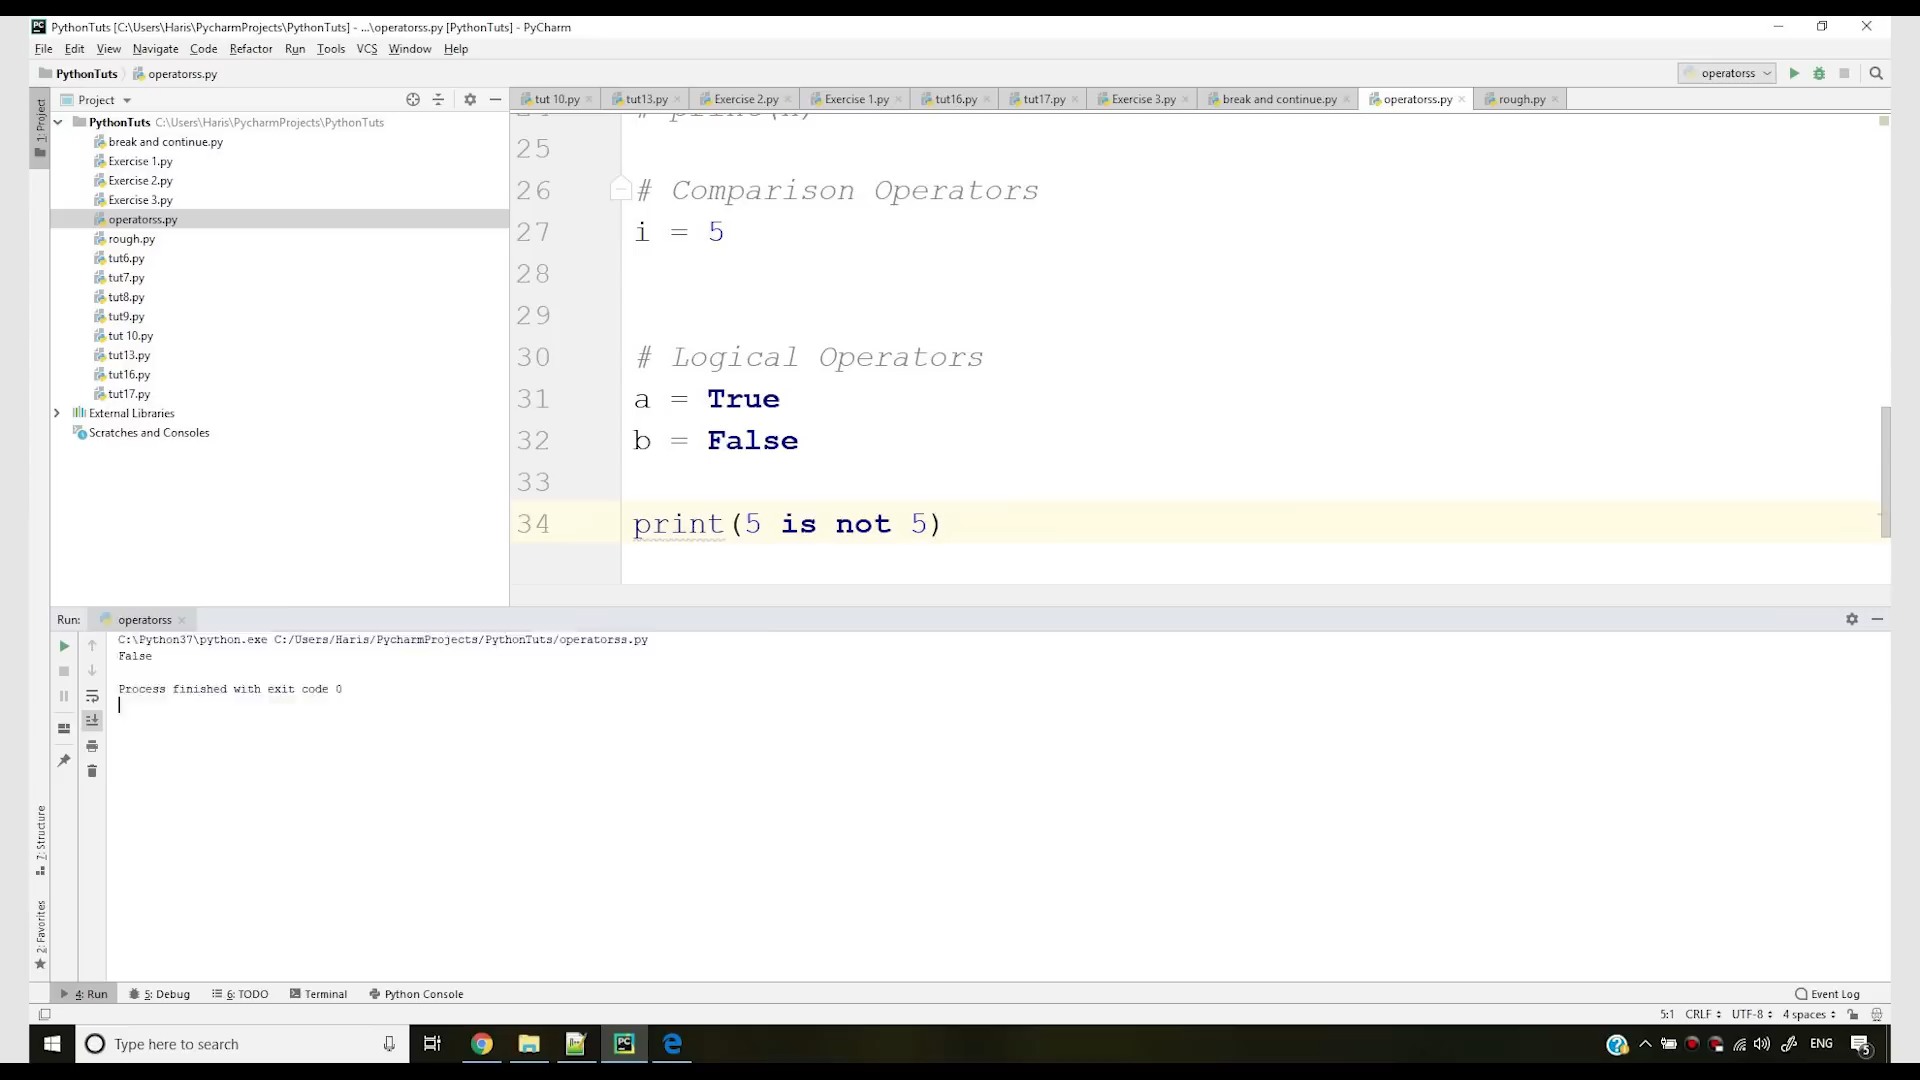 PythonTuts [C:\Users\Haris\PycharmProjects\PythonTuts] - ...\operatorss.py [PythonTuts] - PyCharm
File Edit View Navigate Code Refactor Run Tools VCS Window Help
PythonTuts operatorss.py
operatorss
1: Project
Project
tut 10.py tut13.py Exercise 2.py Exercise 1.py tut16.py tut17.py Exercise 3.py break and continue.py operatorss.py rough.py
PythonTuts C:\Users\Haris\PycharmProjects\PythonTuts
break and continue.py
Exercise 1.py
Exercise 2.py
Exercise 3.py
operatorss.py
rough.py
tut6.py
tut7.py
tut8.py
tut9.py
tut 10.py
tut13.py
tut16.py
tut17.py
External Libraries
Scratches and Consoles
25
26 # Comparison Operators
27 i = 5
28
29
30 # Logical Operators
31 a = True
32 b = False
33
34 print(5 is not 5)
Run: operatorss
C:\Python37\python.exe C:/Users/Haris/PycharmProjects/PythonTuts/operatorss.py
False
Process finished with exit code 0
7: Structure
2: Favorites
4: Run 5: Debug 6: TODO Terminal Python Console Event Log
5:1 CRLF UTF-8 4 spaces
Type here to search
ENG
5